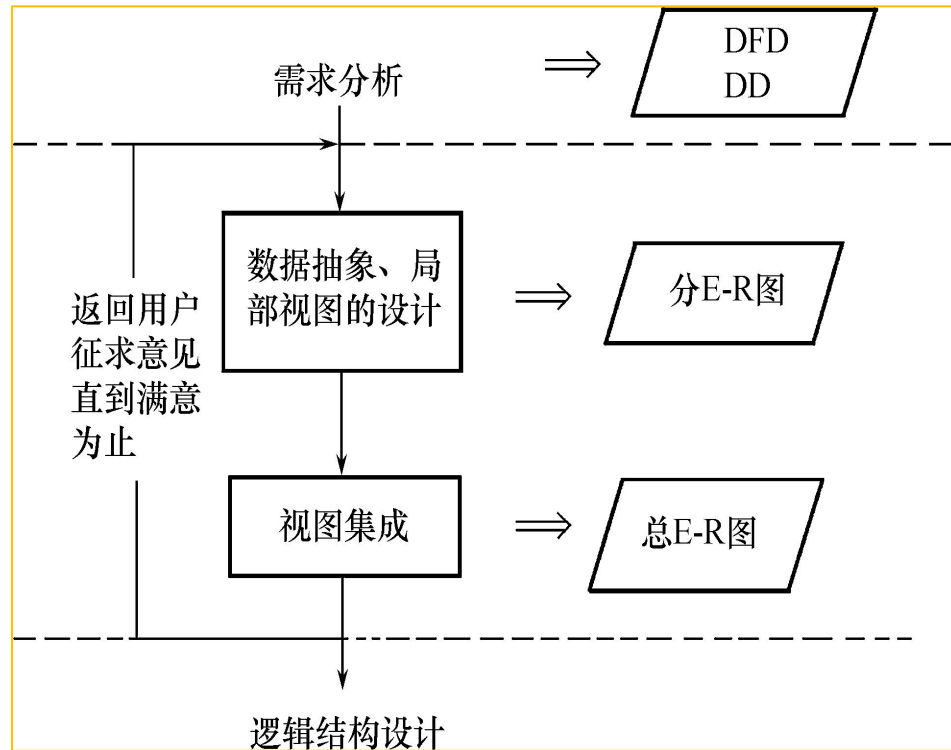 需求分析
DFD
DD
数据抽象、局
部视图的设计
分E-R图
返回用户
征求意见
直到满意
为止
视图集成
总E-R图
逻辑结构设计